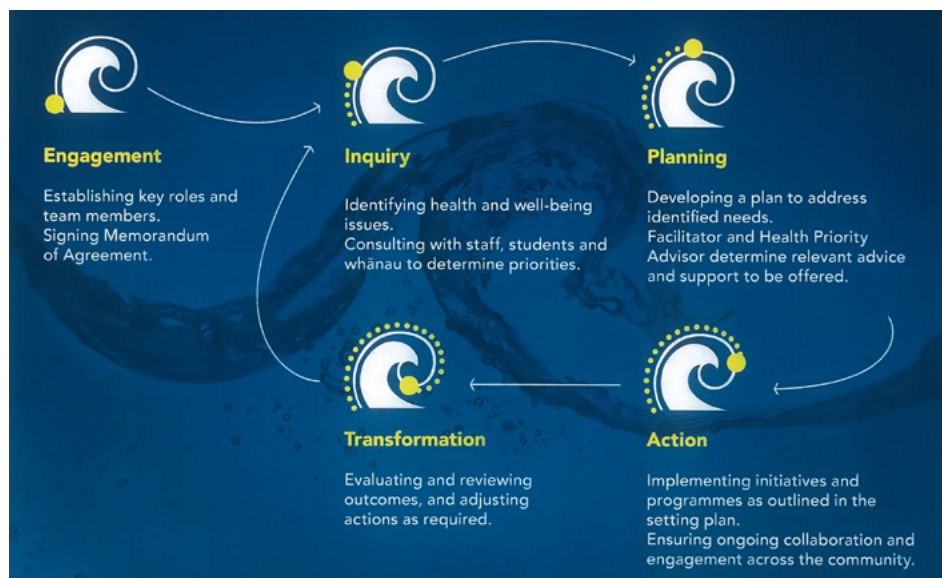 Engagement
Establishing key roles and
team members.
Signing Memorandum
of Agreement.
Inquiry
Identifying health and well-being
issues.
Consulting with staff, students and
whānau to determine priorities.
Planning
Developing a plan to address
identified needs.
Facilitator and Health Priority
Advisor determine relevant advice
and support to be offered.
Transformation
Evaluating and reviewing
outcomes, and adjusting
actions as required.
Action
Implementing initiatives and
programmes as outlined in the
setting plan.
Ensuring ongoing collaboration and
engagement across the community.